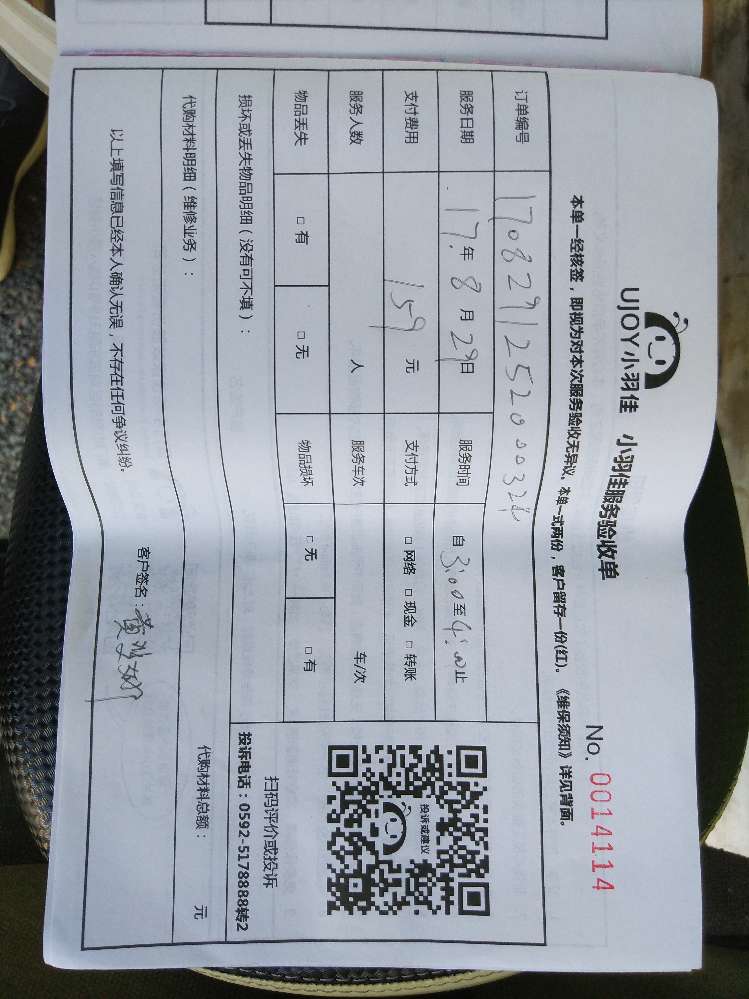 UJOY小羽佳 小羽佳服务验收单
No. 0014114
本单一经核签，即视为对本次服务验收无异议。本单一式两份，客户留存一份(红)。《维保须知》详见背面。
订单编号 170829125200032
服务日期 17年8月29日 服务时间 自3:00至4:00止
支付费用 159元 支付方式 □网络 □现金 □转账
服务人数 人 服务车次 车/次
物品丢失 □有 □无 物品损坏 □无 □有
投诉或建议
扫码评价或投诉
投诉电话：0592-5178888转2
损坏或丢失物品明细（没有可不填）：
代购材料明细（维修业务）： 代购材料总额： 元
以上填写信息已经本人确认无误，不存在任何争议纠纷。
客户签名：黄